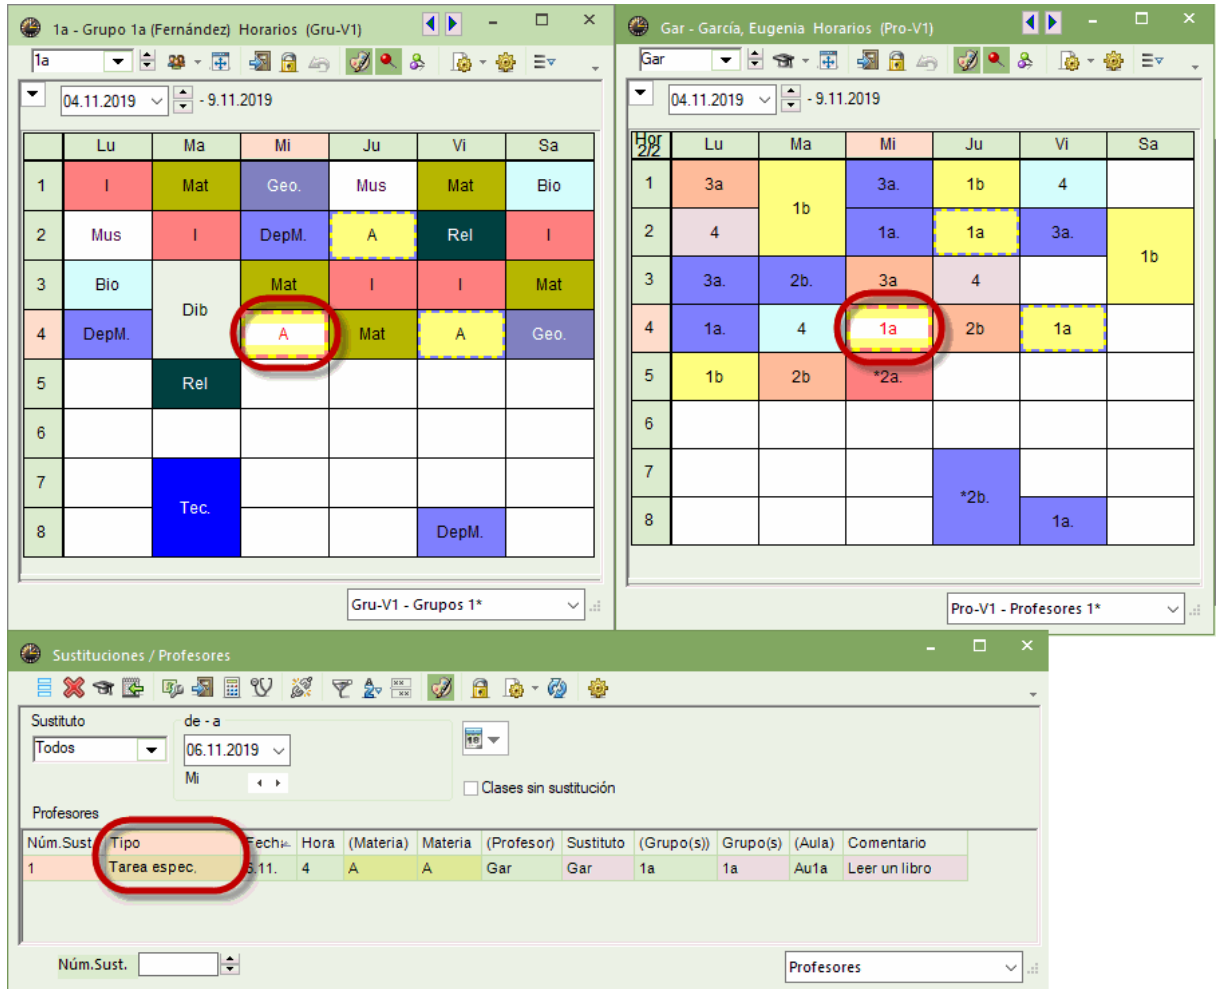 1a - Grupo 1a (Fernández) Horarios (Gru-V1)
1a
04.11.2019 - 9.11.2019
Lu Ma Mi Ju Vi Sa
1 I Mat Geo. Mus Mat Bio
2 Mus I DepM. A Rel I
3 Bio Dib Mat I I Mat
4 DepM. A Mat A Geo.
5 Rel
6
7 Tec.
8 DepM.
Gru-V1 - Grupos 1*
Gar - García, Eugenia Horarios (Pro-V1)
Gar
04.11.2019 - 9.11.2019
Hor 2/2 Lu Ma Mi Ju Vi Sa
1 3a 1b 3a. 1b 4
2 4 1a. 1a 3a. 1b
3 3a. 2b. 3a 4
4 1a. 4 1a 2b 1a
5 1b 2b *2a.
6
7 *2b.
8 1a.
Pro-V1 - Profesores 1*
Sustituciones / Profesores
Sustituto de - a
Todos 06.11.2019
Mi
Clases sin sustitución
Profesores
Núm.Sust. Tipo Fecha Hora (Materia) Materia (Profesor) Sustituto (Grupo(s)) Grupo(s) (Aula) Comentario
1 Tarea espec. 6.11. 4 A A Gar Gar 1a 1a Au1a Leer un libro
Núm.Sust.
Profesores